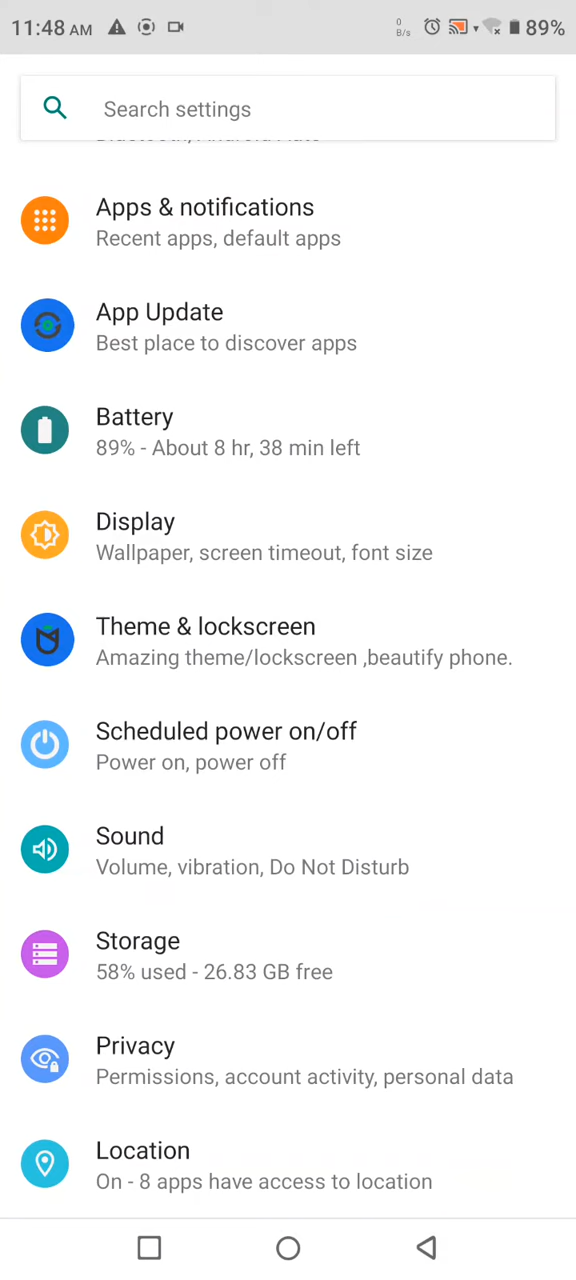 11:48 AM
0 B/s
89%
Search settings
Apps & notifications
Recent apps, default apps
App Update
Best place to discover apps
Battery
89% - About 8 hr, 38 min left
Display
Wallpaper, screen timeout, font size
Theme & lockscreen
Amazing theme/lockscreen ,beautify phone.
Scheduled power on/off
Power on, power off
Sound
Volume, vibration, Do Not Disturb
Storage
58% used - 26.83 GB free
Privacy
Permissions, account activity, personal data
Location
On - 8 apps have access to location